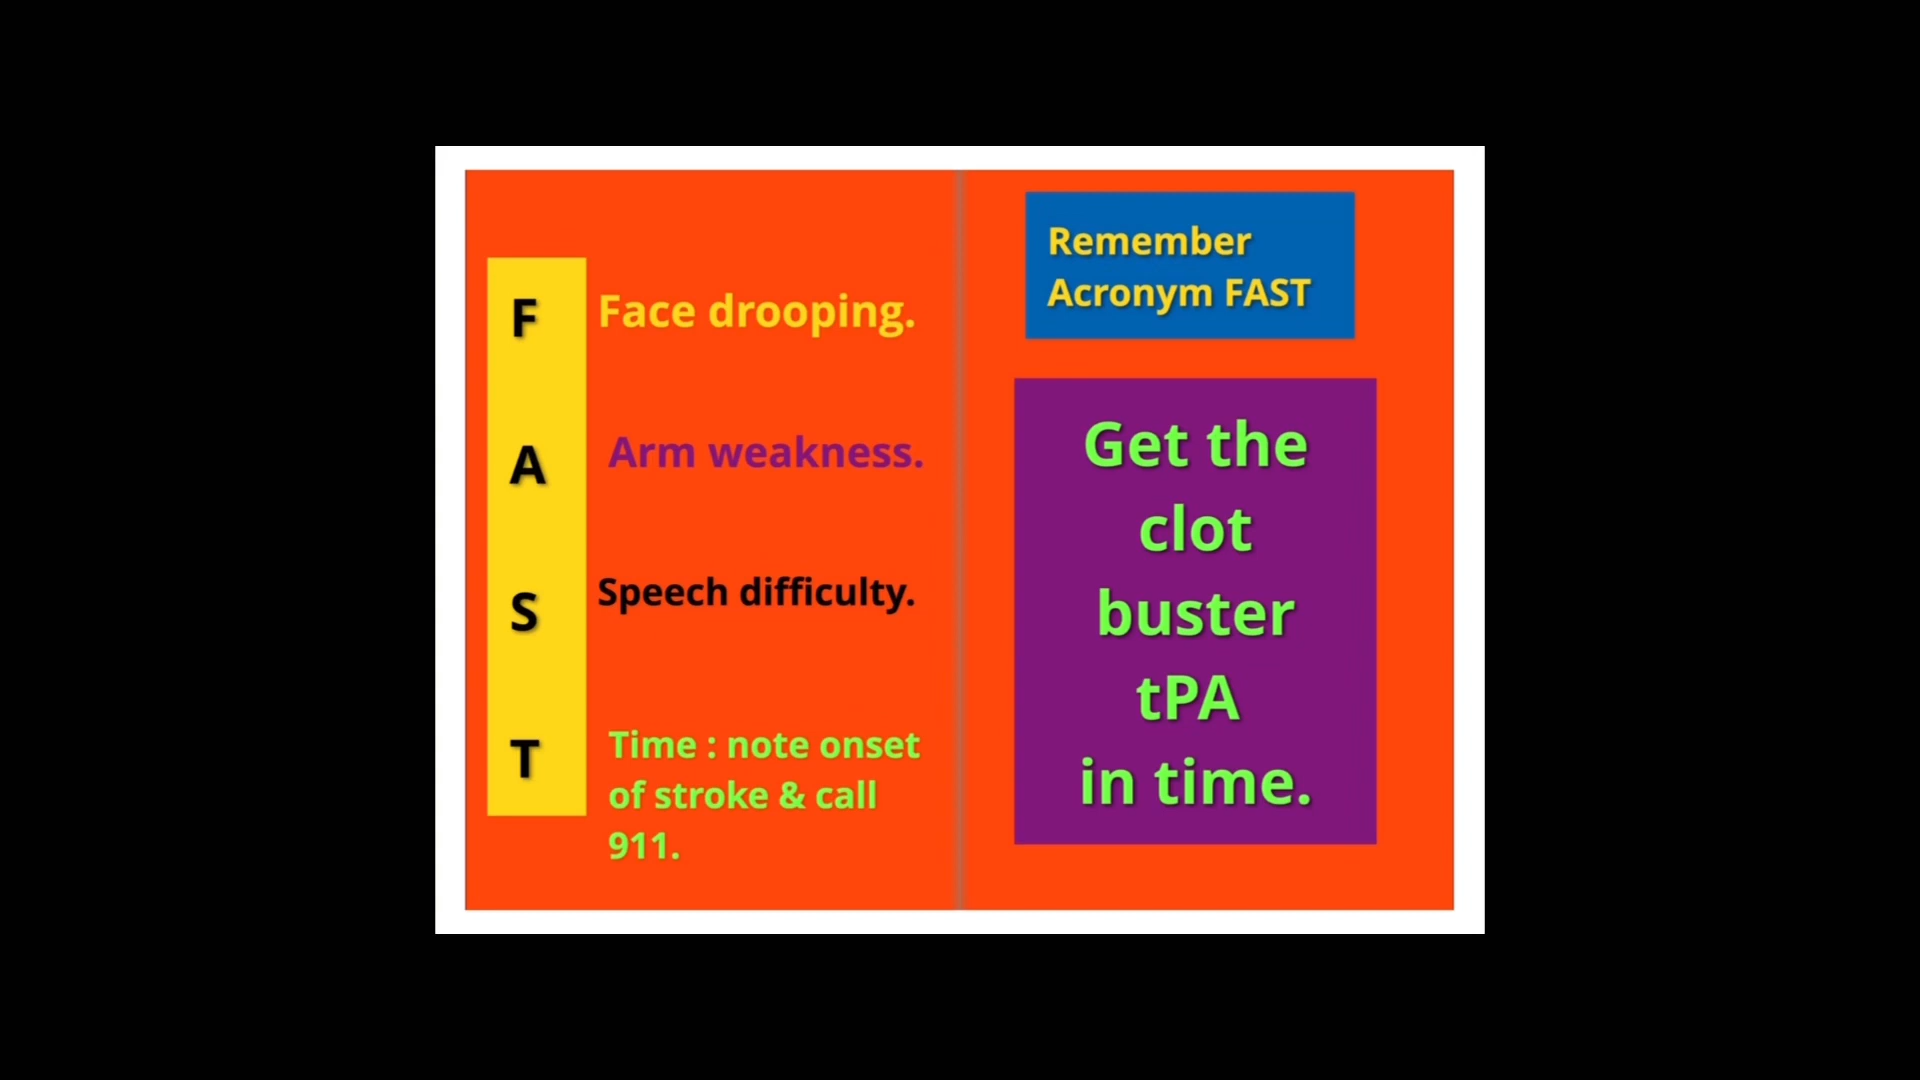 F
Face drooping.
A
Arm weakness.
S
Speech difficulty.
T
Time : note onset
of stroke & call
911.
Remember
Acronym FAST
Get the
clot
buster
tPA
in time.